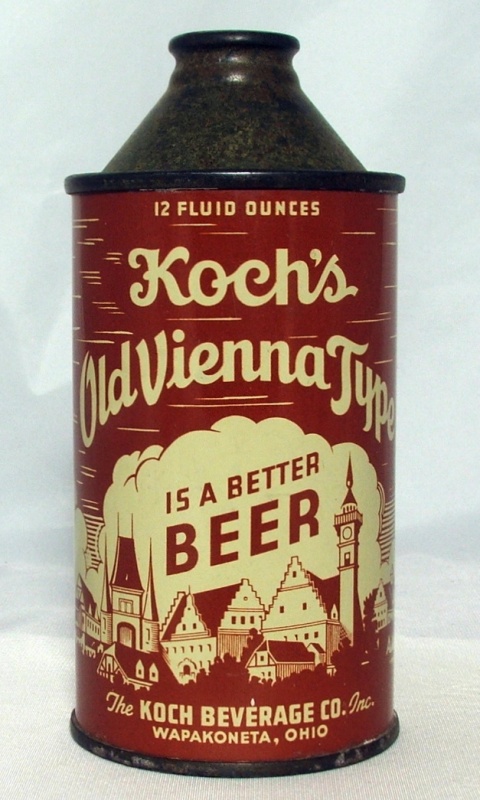 12 FLUID OUNCES
Koch's
Old Vienna Type
IS A BETTER
BEER
The KOCH BEVERAGE CO. Inc.
WAPAKONETA, OHIO